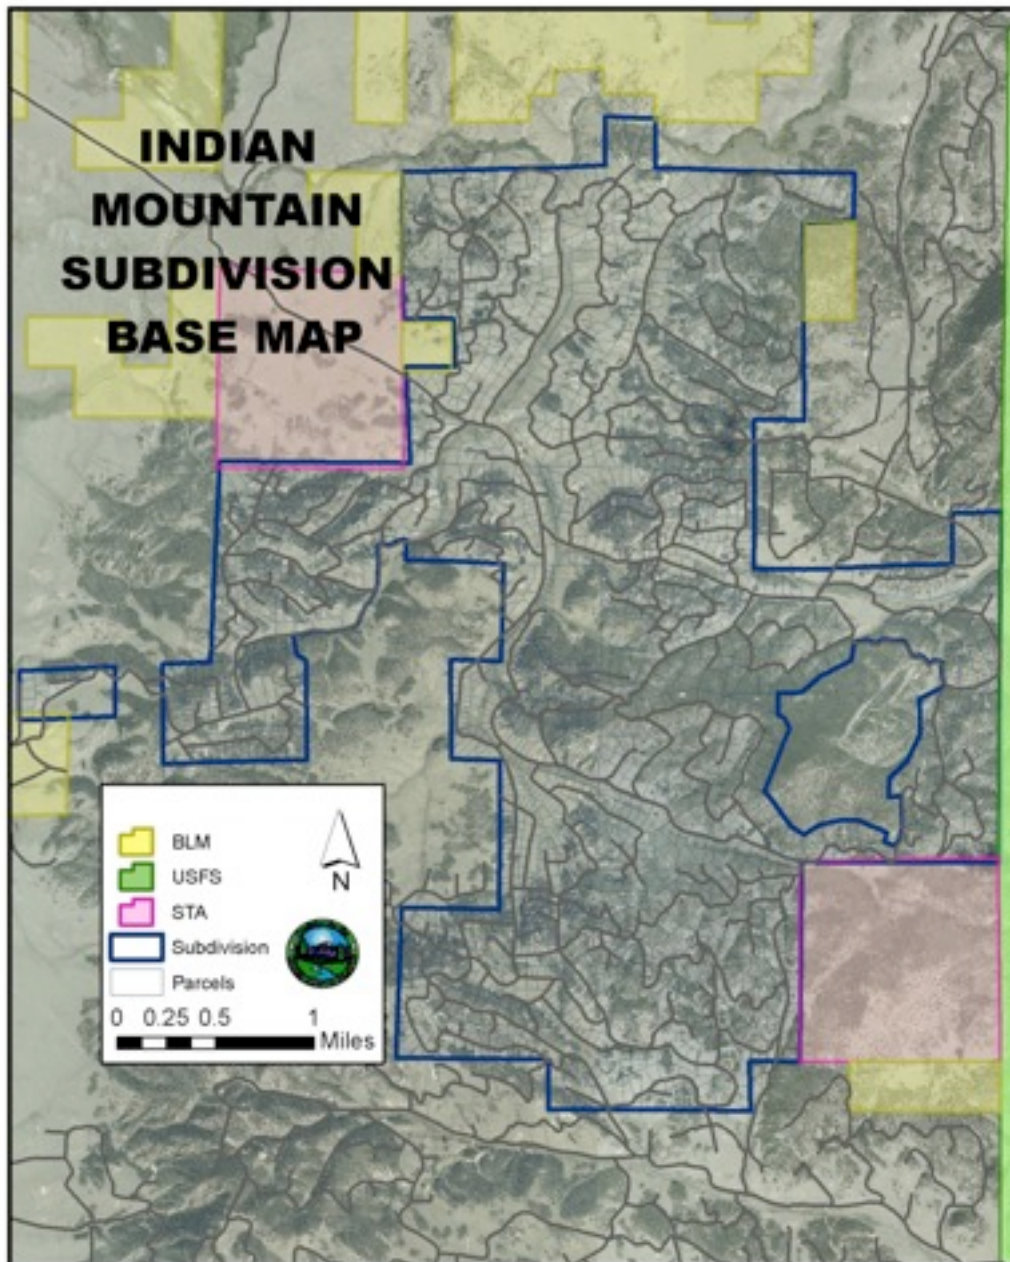 INDIAN
MOUNTAIN
SUBDIVISION
BASE MAP
BLM
USFS
STA
Subdivision
Parcels
N
0 0.25 0.5 1
Miles